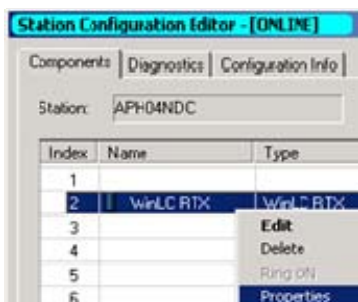 Station Configuration Editor - [ONLINE]
Components Diagnostics Configuration Info
Station: APH04NDC
Index Name Type
1
2 WinLC RTX WinLC RTX
3 Edit
4 Delete
5 Ring ON
6 Properties